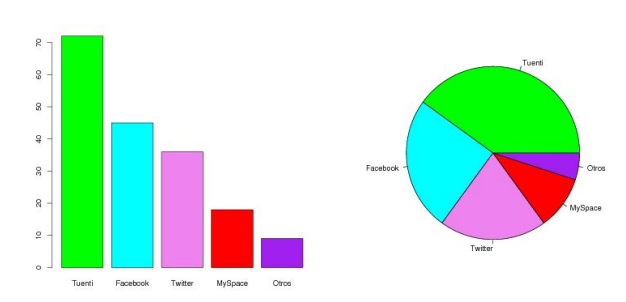 70
60
50
40
30
20
10
0
Tuenti
Facebook
Twitter
MySpace
Otros
Tuenti
Facebook
Otros
MySpace
Twitter